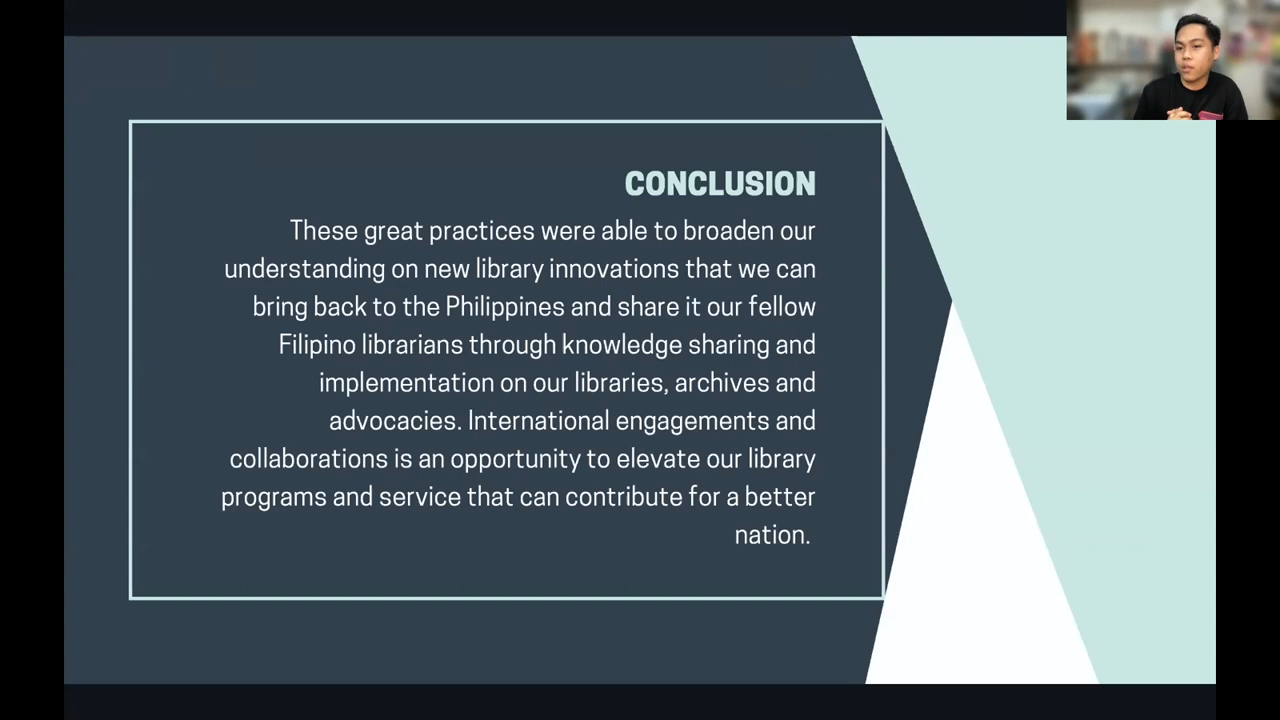 CONCLUSION
These great practices were able to broaden our
understanding on new library innovations that we can
bring back to the Philippines and share it our fellow
Filipino librarians through knowledge sharing and
implementation on our libraries, archives and
advocacies. International engagements and
collaborations is an opportunity to elevate our library
programs and service that can contribute for a better
nation.